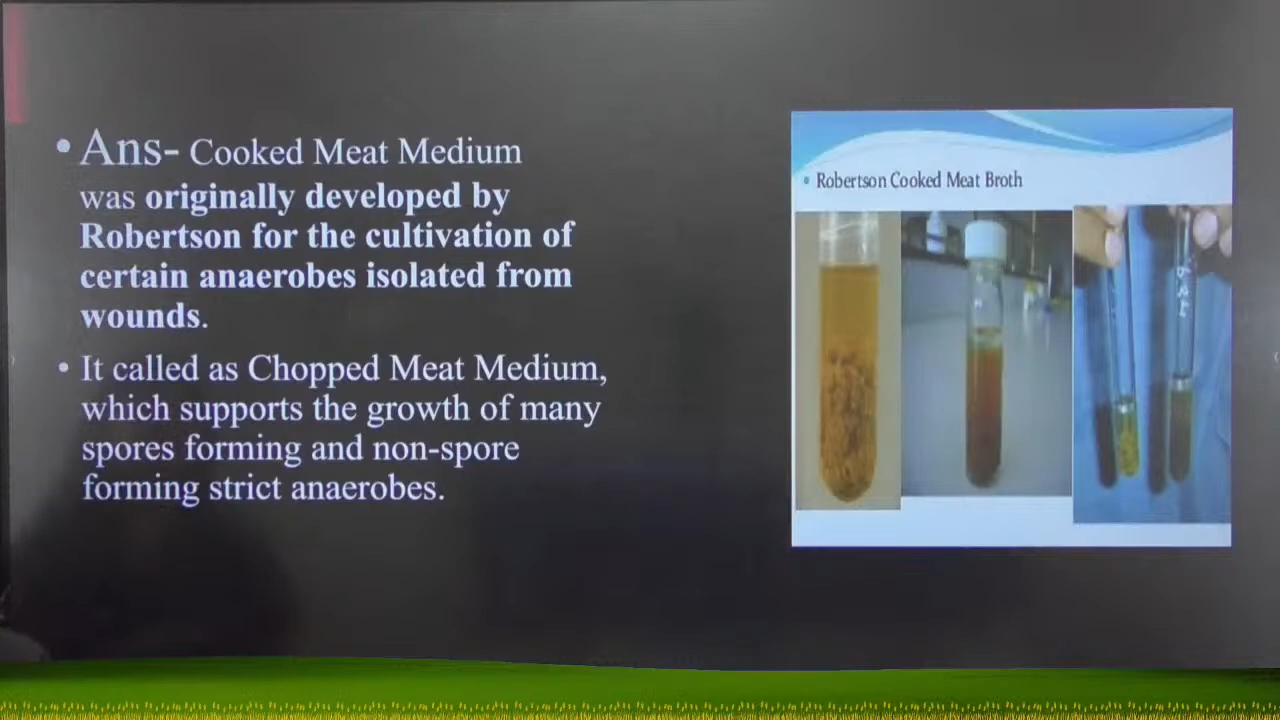 • Ans- Cooked Meat Medium
was originally developed by
Robertson for the cultivation of
certain anaerobes isolated from
wounds.
• It called as Chopped Meat Medium,
which supports the growth of many
spores forming and non-spore
forming strict anaerobes.
• Robertson Cooked Meat Broth